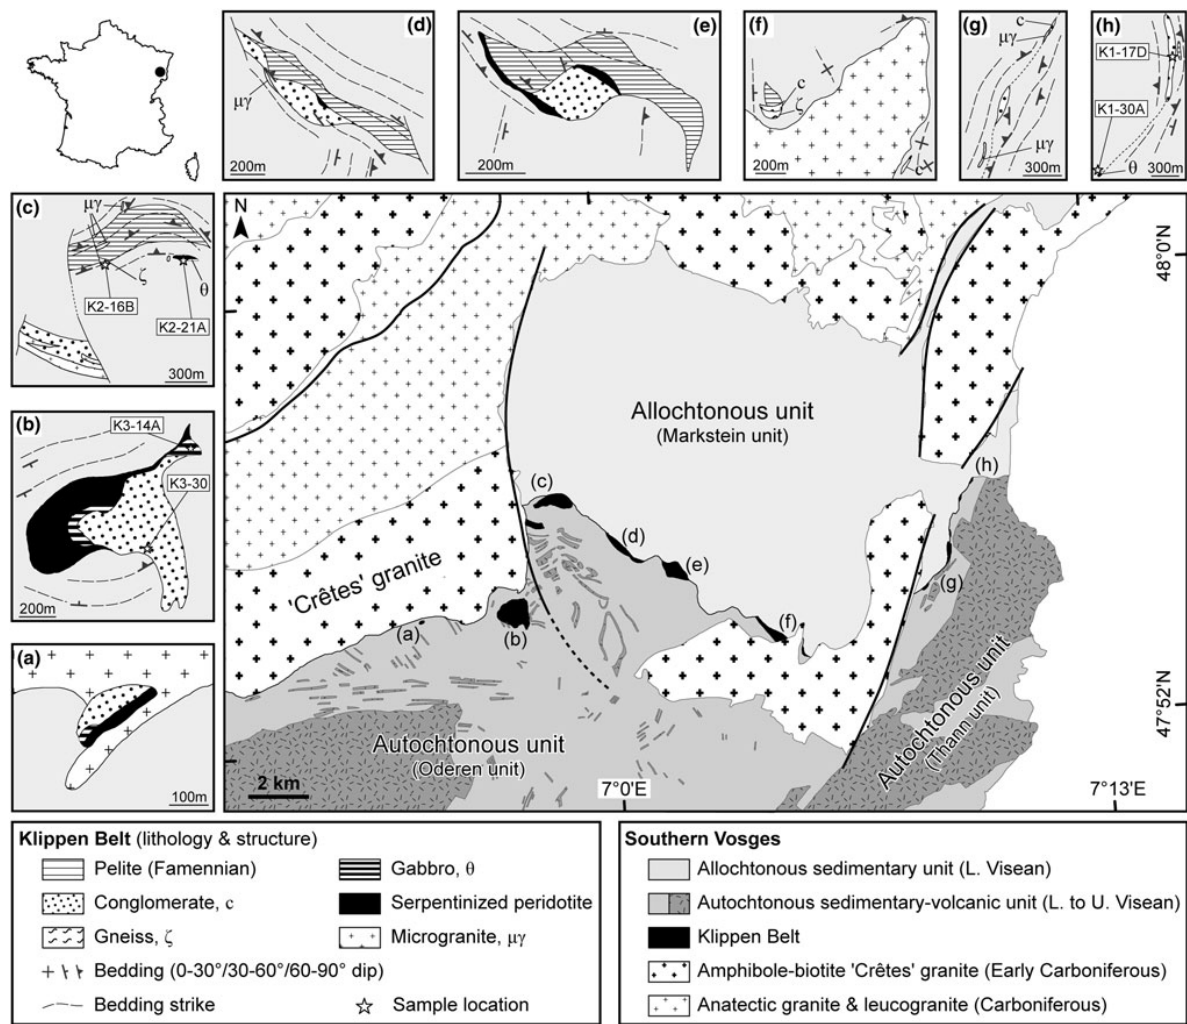 (d)
μγ
200m
(e)
200m
(f)
c
ζ
c
200m
(g)
c
μγ
μγ
300m
(h)
K1-17D
K1-30A
θ
300m
(c)
μγ
ζ
θ
K2-16B
K2-21A
300m
(b)
K3-14A
K3-30
200m
(a)
100m
N
48°0'N
Allochtonous unit
(Markstein unit)
(h)
(c)
(d)
(e)
'Crêtes' granite
(g)
(a)
(b)
(f)
47°52'N
Autochtonous unit
(Oderen unit)
Autochtonous unit
(Thann unit)
2 km
7°0'E
7°13'E
Klippen Belt (lithology & structure)
Pelite (Famennian)
Gabbro, θ
Conglomerate, c
Serpentinized peridotite
Gneiss, ζ
Microgranite, μγ
Bedding (0-30°/30-60°/60-90° dip)
Bedding strike
Sample location
Southern Vosges
Allochtonous sedimentary unit (L. Visean)
Autochtonous sedimentary-volcanic unit (L. to U. Visean)
Klippen Belt
Amphibole-biotite 'Crêtes' granite (Early Carboniferous)
Anatectic granite & leucogranite (Carboniferous)